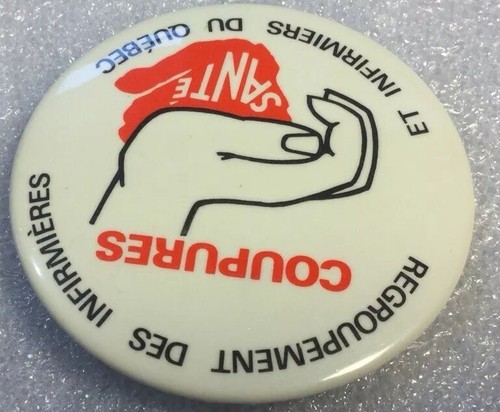 REGROUPEMENT DES INFIRMIÈRES
COUPURES
SANTÉ
ET INFIRMIERS DU QUÉBEC